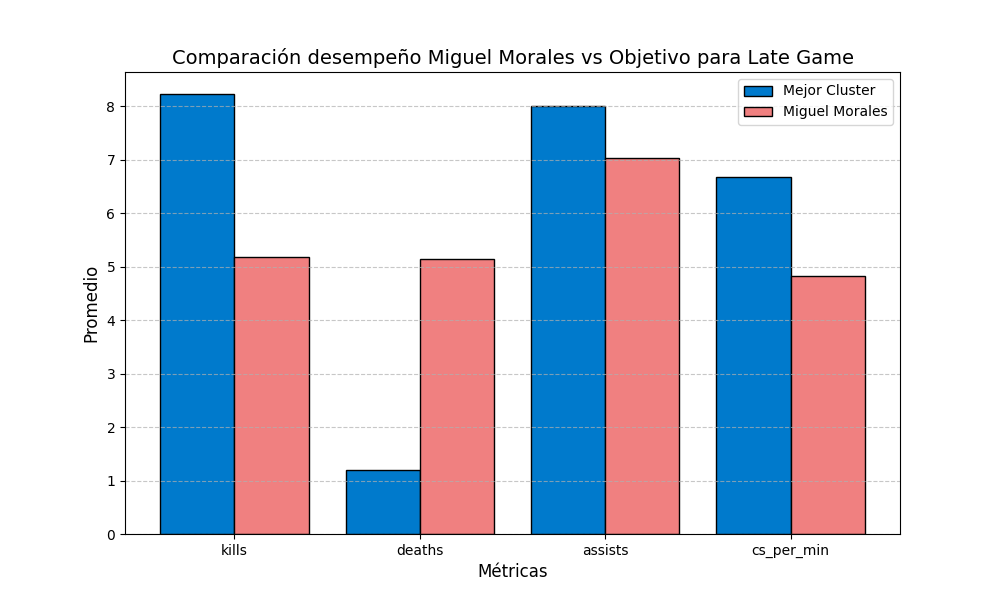 Comparación desempeño Miguel Morales vs Objetivo para Late Game
Mejor Cluster
Miguel Morales
Promedio
8
7
6
5
4
3
2
1
0
kills
deaths
assists
cs_per_min
Métricas